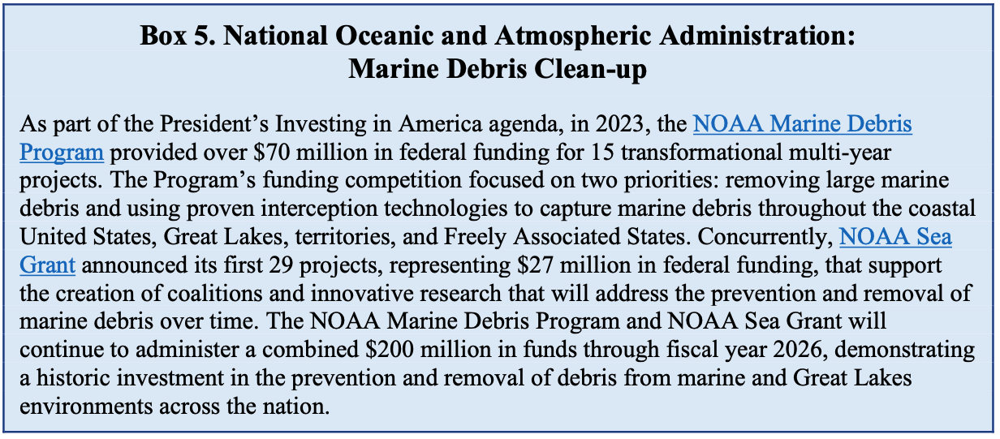 Box 5. National Oceanic and Atmospheric Administration:
Marine Debris Clean-up
As part of the President’s Investing in America agenda, in 2023, the NOAA Marine Debris
Program provided over $70 million in federal funding for 15 transformational multi-year
projects. The Program’s funding competition focused on two priorities: removing large marine
debris and using proven interception technologies to capture marine debris throughout the coastal
United States, Great Lakes, territories, and Freely Associated States. Concurrently, NOAA Sea
Grant announced its first 29 projects, representing $27 million in federal funding, that support
the creation of coalitions and innovative research that will address the prevention and removal of
marine debris over time. The NOAA Marine Debris Program and NOAA Sea Grant will
continue to administer a combined $200 million in funds through fiscal year 2026, demonstrating
a historic investment in the prevention and removal of debris from marine and Great Lakes
environments across the nation.